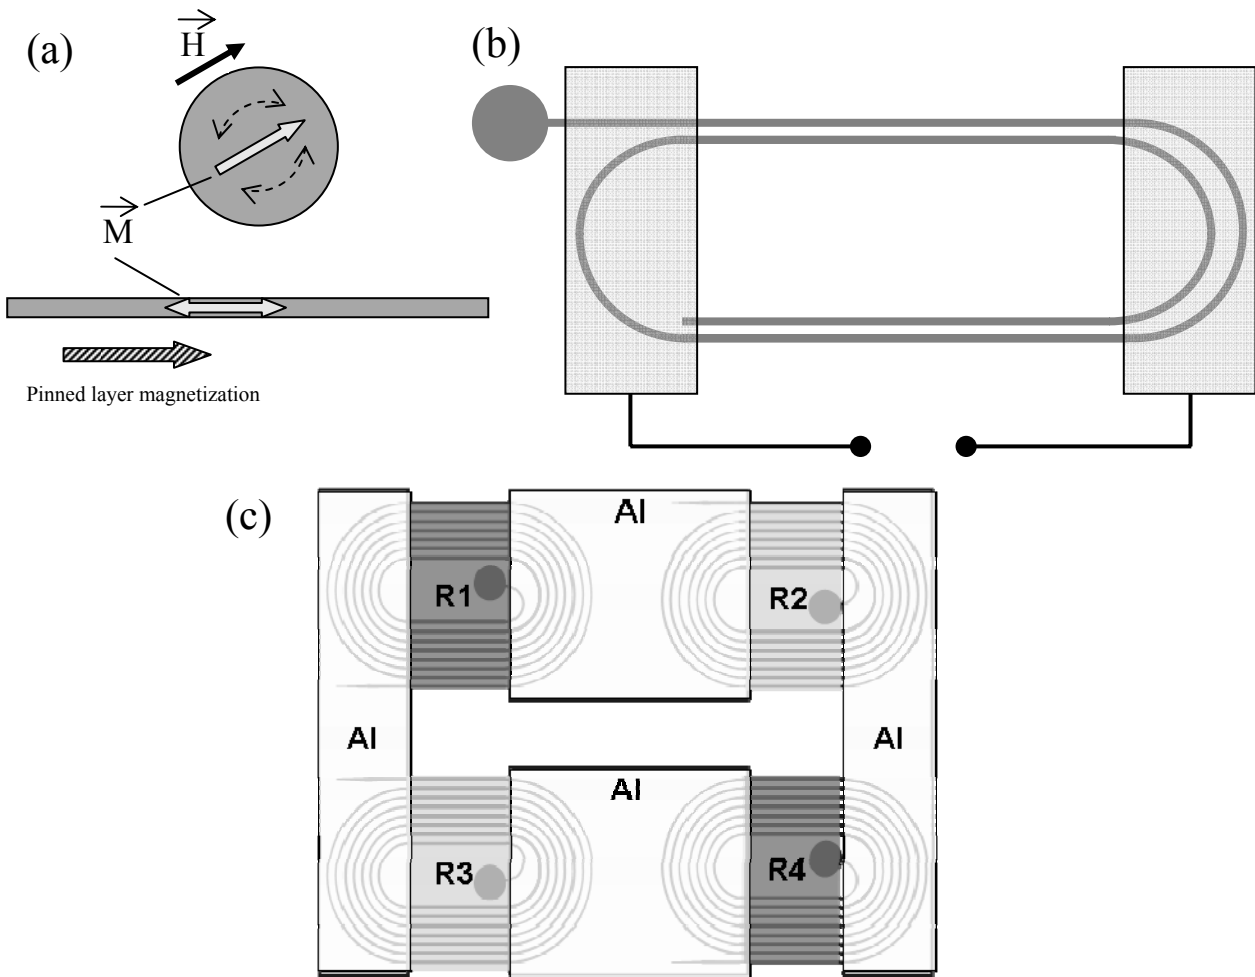 (a)
H
M
Pinned layer magnetization
(b)
(c)
Al
R1
R2
Al
Al
Al
R3
R4